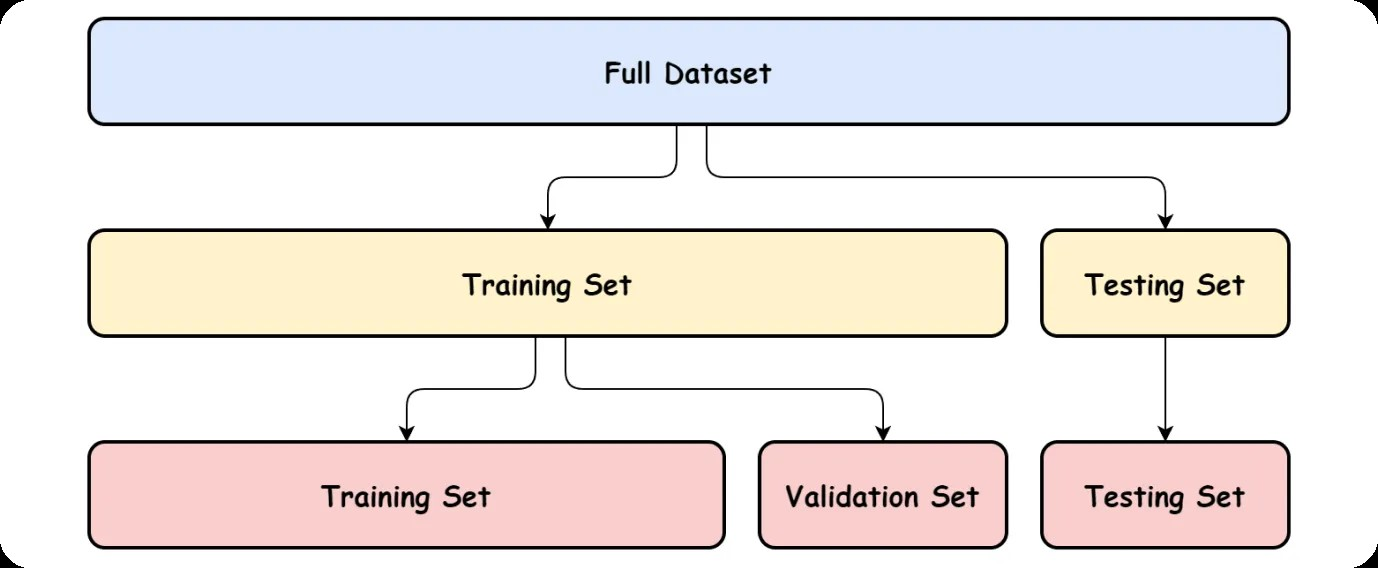 Full Dataset
Training Set
Testing Set
Training Set
Validation Set
Testing Set